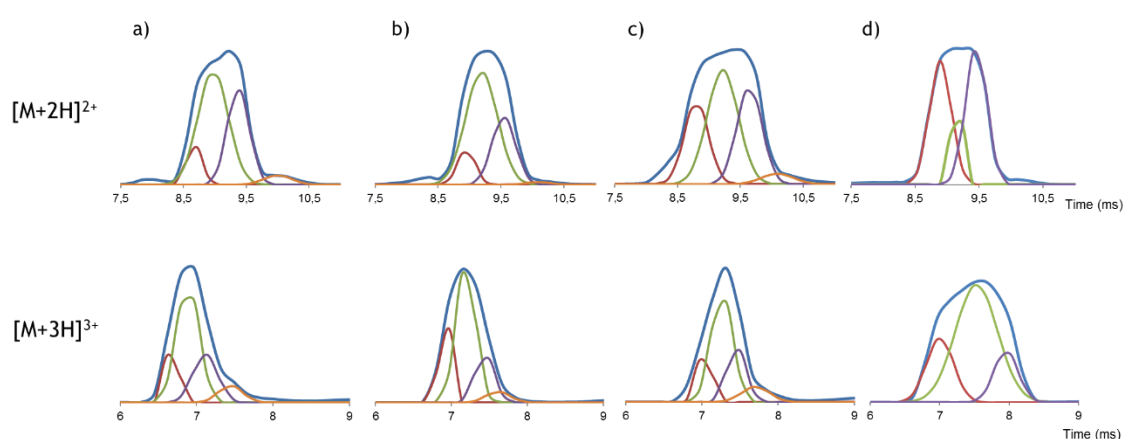 a) b) c) d)
[M+2H]2+
7,5 8,5 9,5 10,5 7,5 8,5 9,5 10,5 7,5 8,5 9,5 10,5 7,5 8,5 9,5 10,5
Time (ms)
[M+3H]3+
6 7 8 9 6 7 8 9 6 7 8 9 6 7 8 9
Time (ms)